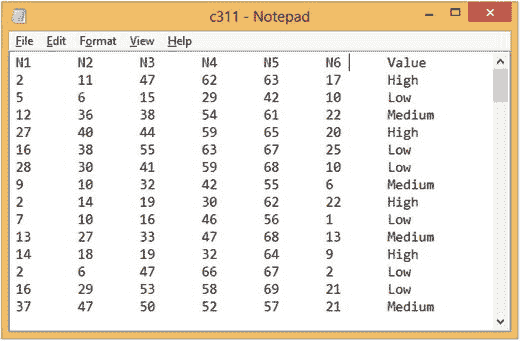 c311 - Notepad
File Edit Format View Help
N1 N2 N3 N4 N5 N6 Value
2 11 47 62 63 17 High
5 6 15 29 42 10 Low
12 36 38 54 61 22 Medium
27 40 44 59 65 20 High
16 38 55 63 67 25 Low
28 30 41 59 68 10 Low
9 10 32 42 55 6 Medium
2 14 19 30 62 22 High
7 10 16 46 56 1 Low
13 27 33 47 68 13 Medium
14 18 19 32 64 9 High
2 6 47 66 67 2 Low
16 29 53 58 69 21 Low
37 47 50 52 57 21 Medium